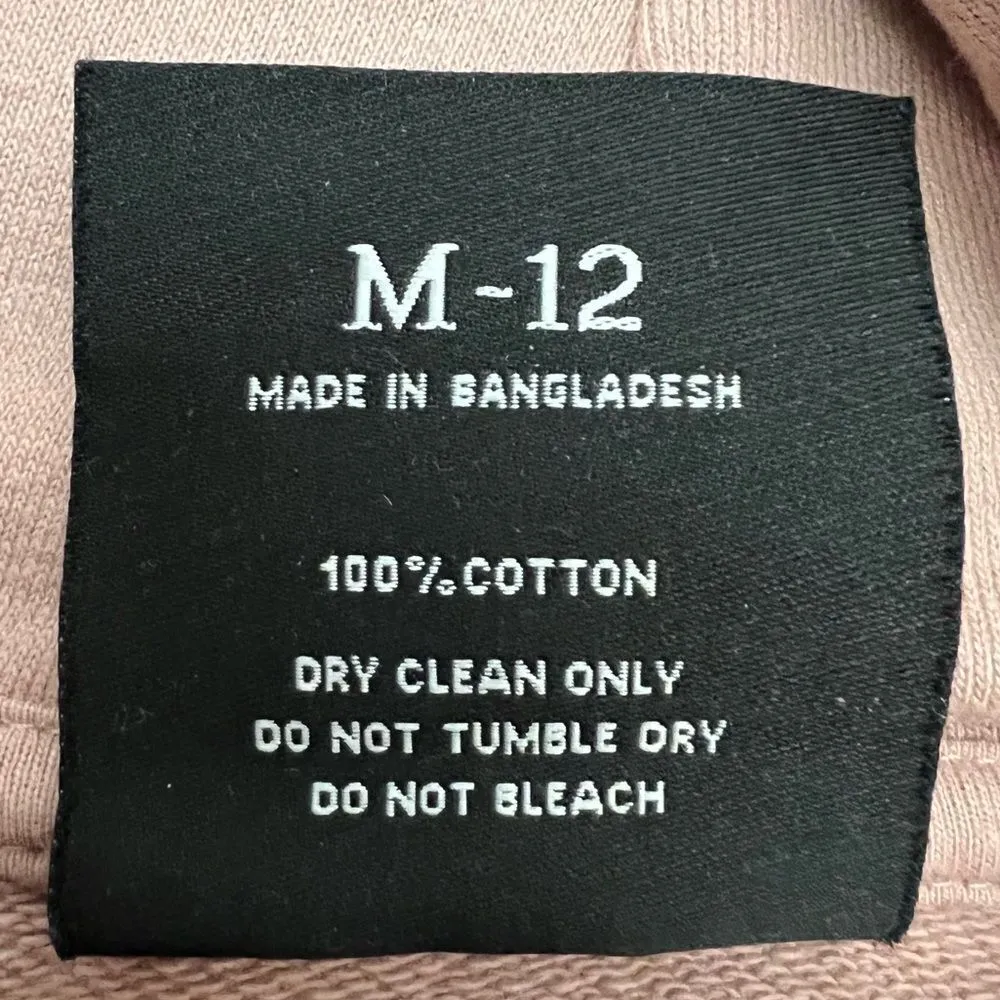 M-12
MADE IN BANGLADESH
100% COTTON
DRY CLEAN ONLY
DO NOT TUMBLE DRY
DO NOT BLEACH